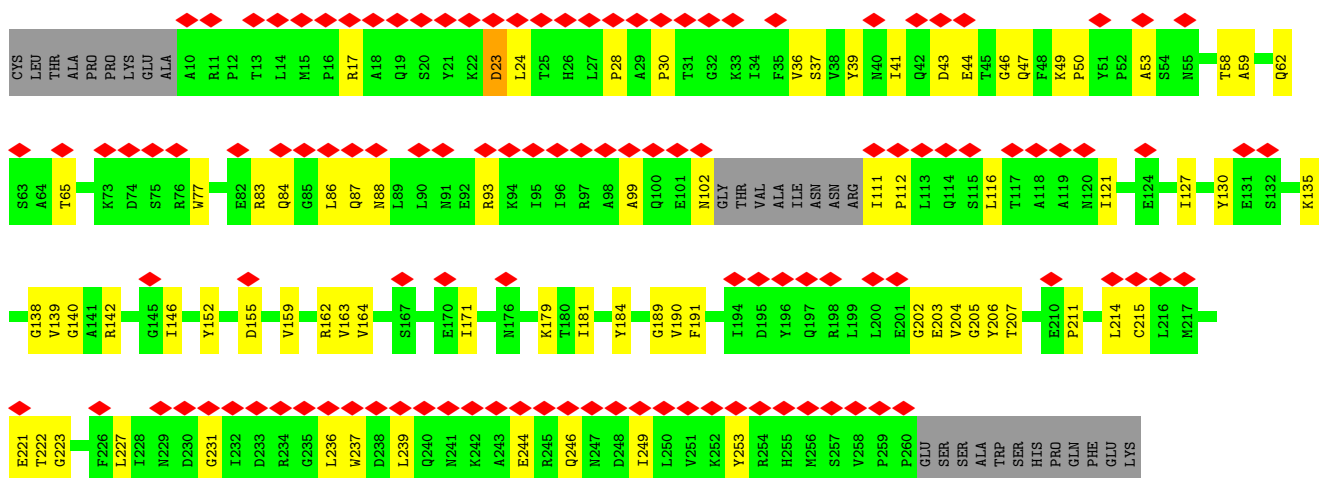 CYS LEU THR ALA PRO PRO LYS GLU ALA A10 R11 P12 T13 L14 M15 P16 R17 A18 Q19 S20 Y21 K22 D23 L24 T25 H26 L27 P28 A29 P30 T31 G32 K33 I34 F35 V36 S37 V38 Y39 N40 I41 Q42 D43 E44 T45 G46 Q47 F48 K49 P50 Y51 P52 A53 S54 N55 T58 A59 Q62
S63 A64 T65 K73 D74 S75 R76 W77 E82 R83 Q84 G85 L86 Q87 N88 L89 L90 N91 E92 R93 K94 I95 I96 R97 A98 A99 Q100 E101 N102 GLY THR VAL ALA ILE ASN ASN ARG I111 P112 L113 Q114 S115 L116 T117 A118 A119 N120 I121 E124 I127 Y130 E131 S132 K135
G138 V139 G140 A141 R142 G145 I146 Y152 D155 V159 R162 V163 V164 S167 E170 I171 N176 K179 T180 I181 Y184 G189 V190 F191 I194 D195 Y196 Q197 R198 L199 L200 E201 G202 E203 V204 G205 Y206 T207 E210 P211 L214 C215 L216 M217
E221 T222 G223 F226 L227 I228 N229 D230 G231 I232 D233 R234 G235 L236 W237 D238 L239 Q240 N241 K242 A243 E244 R245 Q246 N247 D248 I249 L250 V251 K252 Y253 R254 H255 M256 S257 V258 P259 P260 GLU SER SER ALA TRP SER HIS PRO GLN PHE GLU LYS